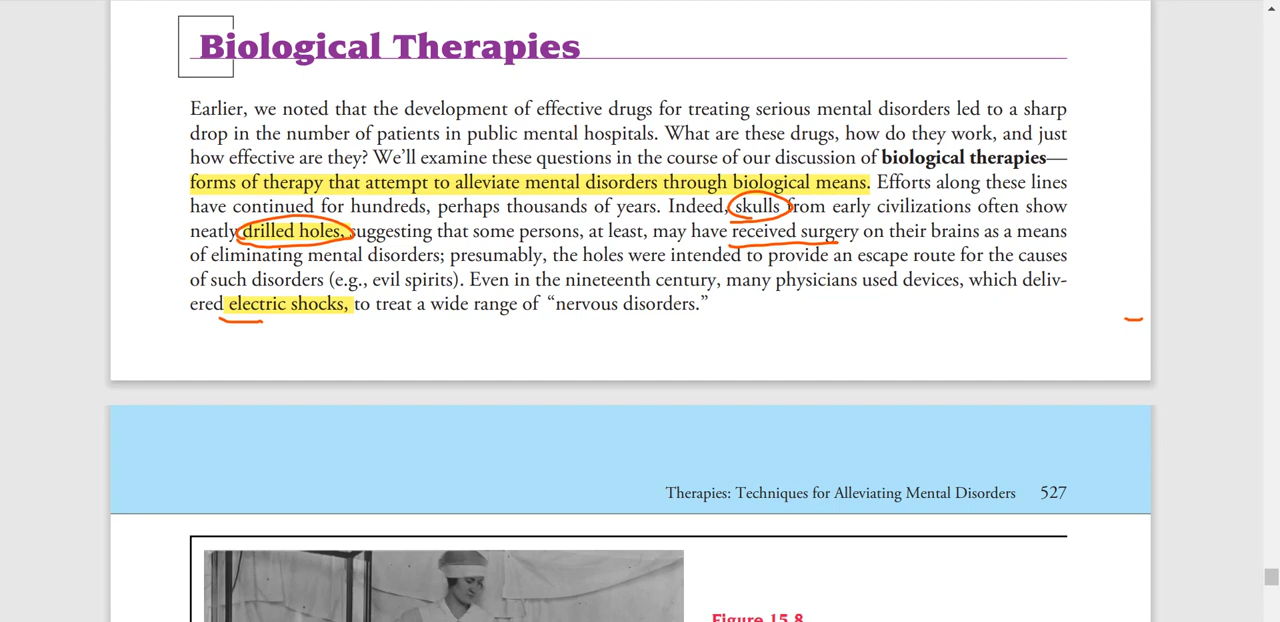 Biological Therapies
Earlier, we noted that the development of effective drugs for treating serious mental disorders led to a sharp
drop in the number of patients in public mental hospitals. What are these drugs, how do they work, and just
how effective are they? We’ll examine these questions in the course of our discussion of biological therapies—
forms of therapy that attempt to alleviate mental disorders through biological means. Efforts along these lines
have continued for hundreds, perhaps thousands of years. Indeed, skulls from early civilizations often show
neatly drilled holes, suggesting that some persons, at least, may have received surgery on their brains as a means
of eliminating mental disorders; presumably, the holes were intended to provide an escape route for the causes
of such disorders (e.g., evil spirits). Even in the nineteenth century, many physicians used devices, which deliv-
ered electric shocks, to treat a wide range of “nervous disorders.”
Therapies: Techniques for Alleviating Mental Disorders 527
Figure 15.8